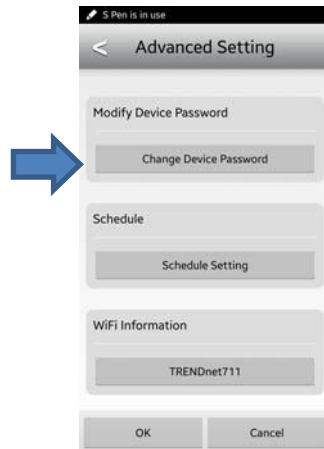 S Pen is in use
< Advanced Setting
Modify Device Password
Change Device Password
Schedule
Schedule Setting
WiFi Information
TRENDnet711
OK Cancel